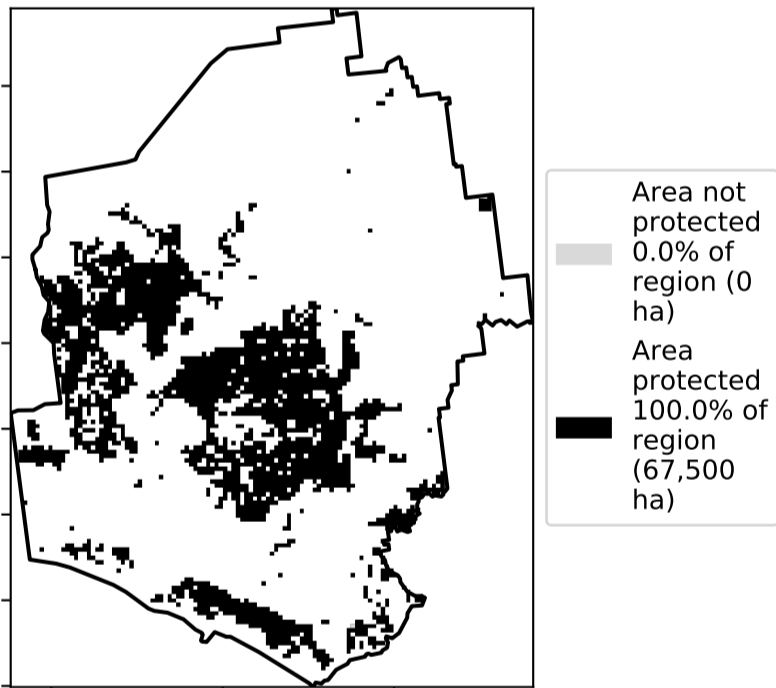 Area not
protected
0.0% of
region (0
ha)
Area
protected
100.0% of
region
(67,500
ha)